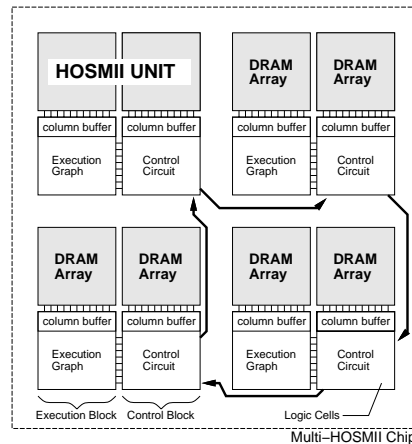 HOSMII UNIT
DRAM Array
DRAM Array
column buffer
column buffer
column buffer
column buffer
Execution Graph
Control Circuit
Execution Graph
Control Circuit
DRAM Array
DRAM Array
DRAM Array
DRAM Array
column buffer
column buffer
column buffer
column buffer
Execution Graph
Control Circuit
Execution Graph
Control Circuit
Execution Block
Control Block
Logic Cells
Multi−HOSMII Chip